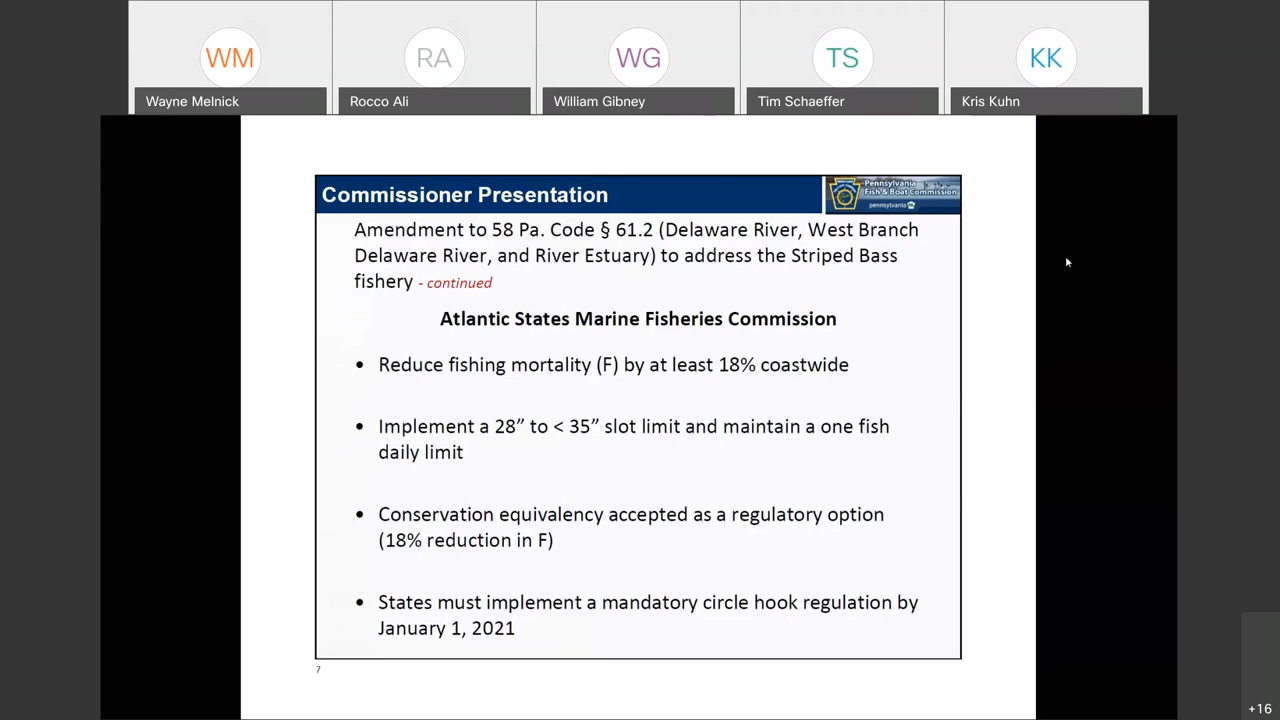 WM
RA
WG
TS
KK
Wayne Melnick
Rocco Ali
William Gibney
Tim Schaeffer
Kris Kuhn
Commissioner Presentation
Pennsylvania
Fish & Boat Commission
pennsylvania
Amendment to 58 Pa. Code § 61.2 (Delaware River, West Branch
Delaware River, and River Estuary) to address the Striped Bass
fishery - continued
Atlantic States Marine Fisheries Commission
• Reduce fishing mortality (F) by at least 18% coastwide
• Implement a 28” to < 35” slot limit and maintain a one fish
daily limit
• Conservation equivalency accepted as a regulatory option
(18% reduction in F)
• States must implement a mandatory circle hook regulation by
January 1, 2021
7
+16